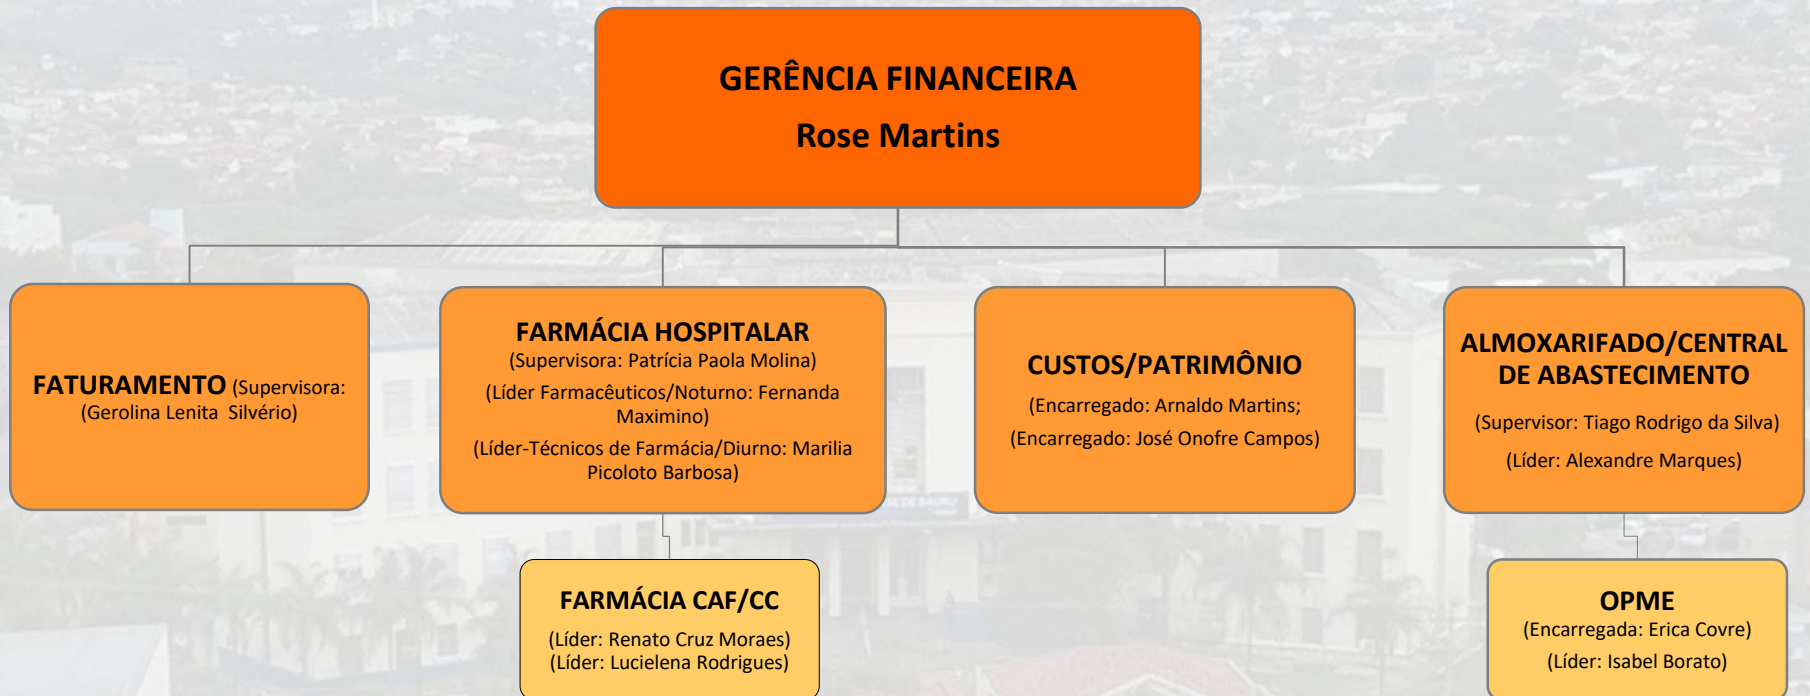 GERÊNCIA FINANCEIRA
Rose Martins
FATURAMENTO (Supervisora:
(Gerolina Lenita  Silvério)
FARMÁCIA HOSPITALAR
(Supervisora: Patrícia Paola Molina)
(Líder Farmacêuticos/Noturno: Fernanda
Maximino)
(Líder-Técnicos de Farmácia/Diurno: Marilia
Picoloto Barbosa)
CUSTOS/PATRIMÔNIO
(Encarregado: Arnaldo Martins;
(Encarregado: José Onofre Campos)
ALMOXARIFADO/CENTRAL
DE ABASTECIMENTO
(Supervisor: Tiago Rodrigo da Silva)
(Líder: Alexandre Marques)
FARMÁCIA CAF/CC
(Líder: Renato Cruz Moraes)
(Líder: Lucielena Rodrigues)
OPME
(Encarregada: Erica Covre)
(Líder: Isabel Borato)
DE BAURU